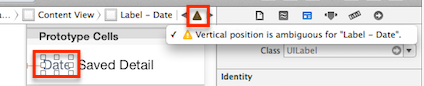 Content View
Label - Date
Vertical position is ambiguous for "Label - Date".
Prototype Cells
Class UILabel
Date Saved Detail
Identity